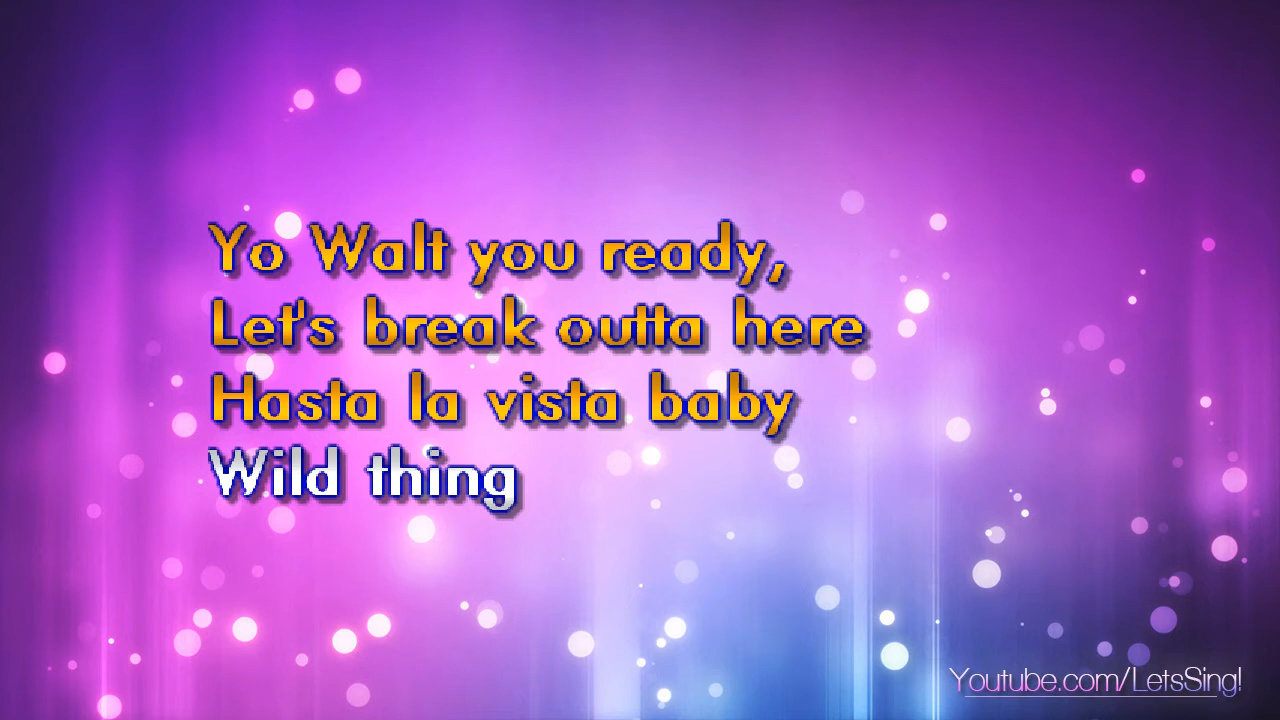 Yo Walt you ready,
Let's break outta here
Hasta la vista baby
Wild thing
Youtube.com/LetsSing!